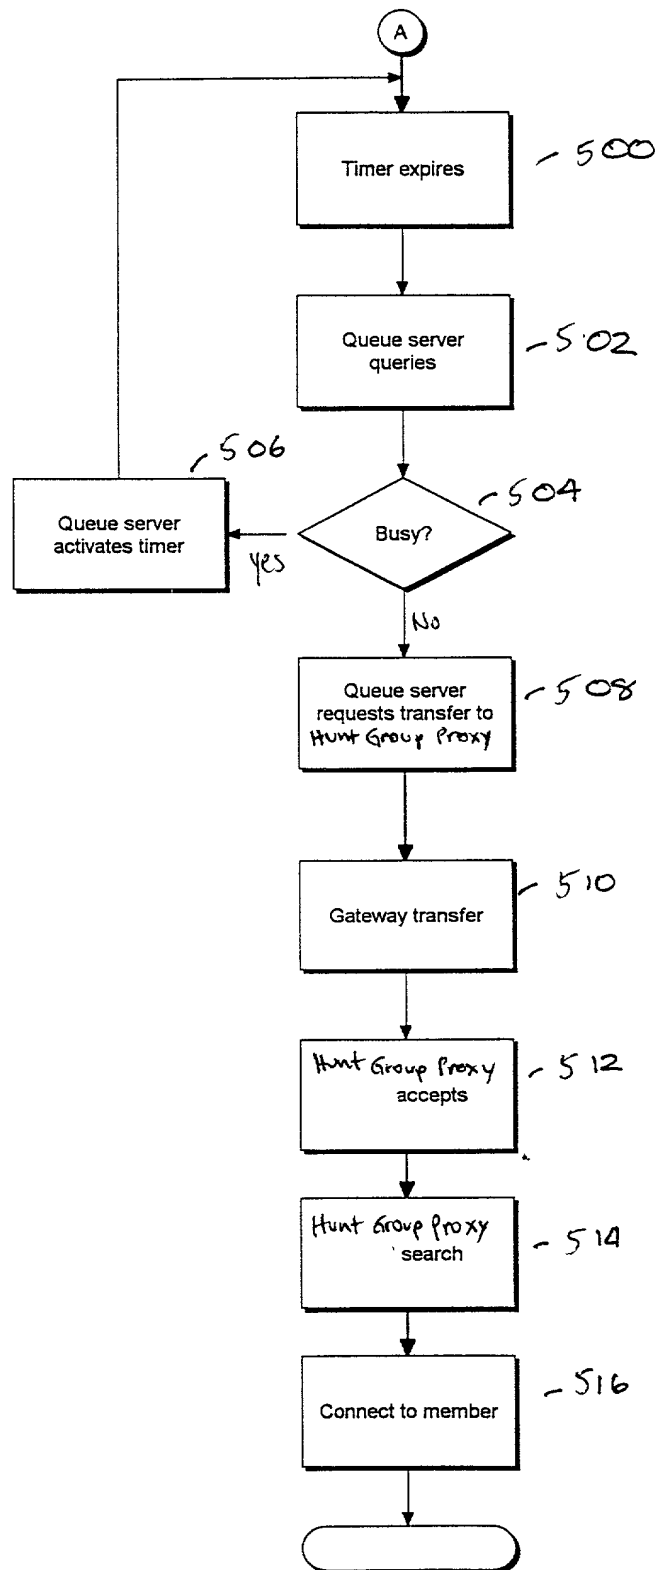 A
Timer expires
500
Queue server
queries
502
506
Queue server
activates timer
504
Busy?
yes
No
Queue server
requests transfer to
Hunt Group Proxy
508
Gateway transfer
510
Hunt Group Proxy
accepts
512
Hunt Group Proxy
search
514
Connect to member
516